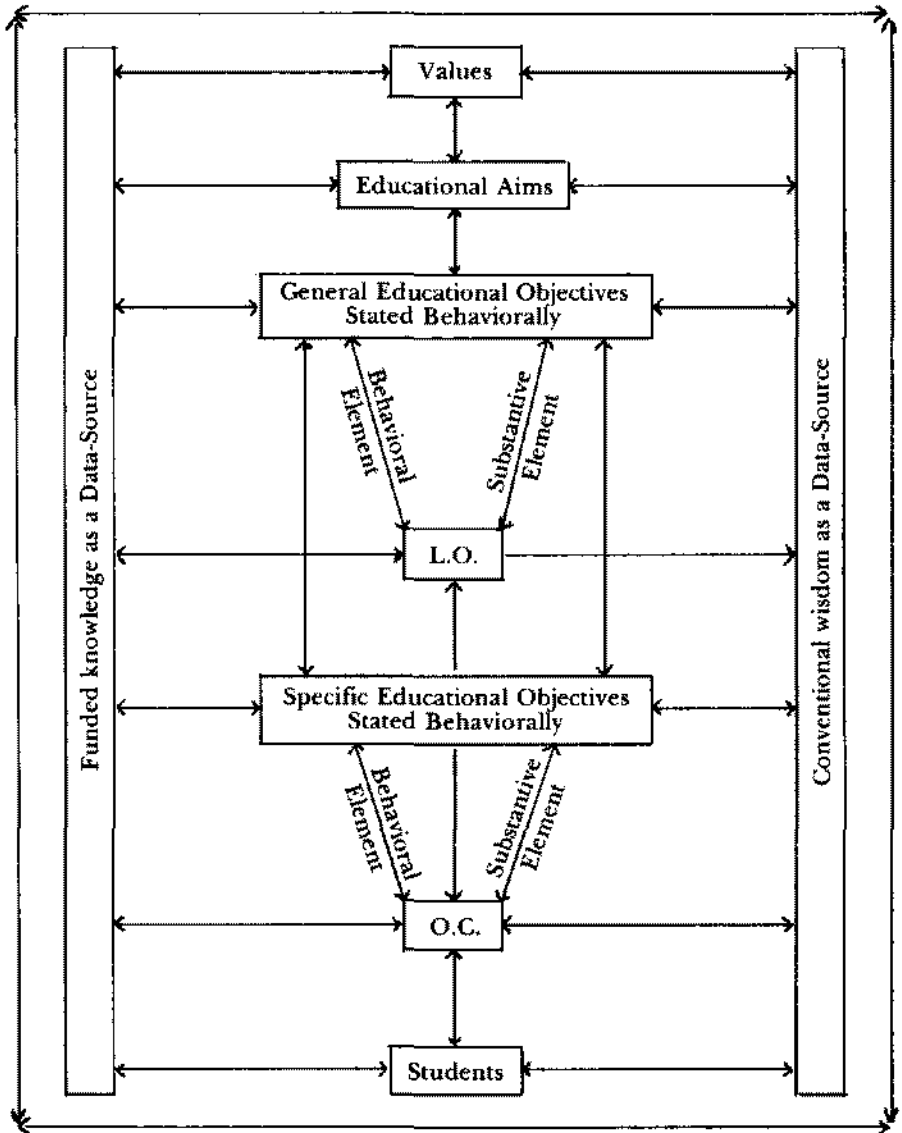 Values
Educational Aims
General Educational Objectives
Stated Behaviorally
Behavioral
Element
Substantive
Element
L.O.
Funded knowledge as a Data-Source
Conventional wisdom as a Data-Source
Specific Educational Objectives
Stated Behaviorally
Behavioral
Element
Substantive
Element
O.C.
Students